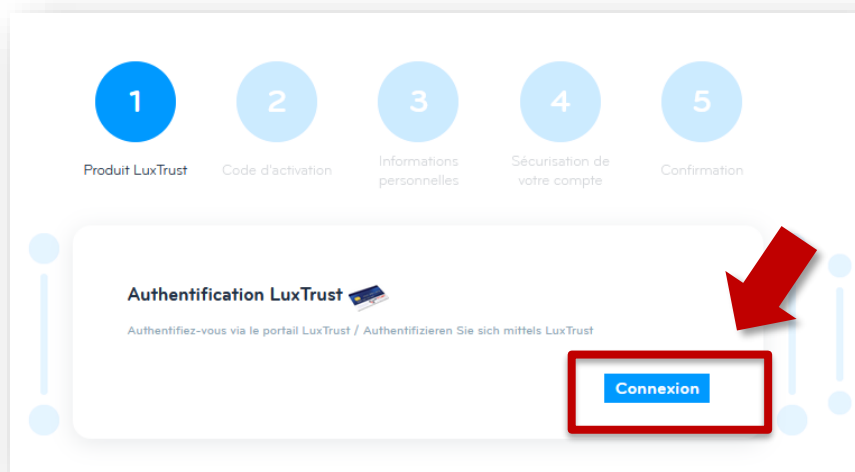 1
2
3
4
5
Produit LuxTrust
Code d'activation
Informations
personnelles
Sécurisation de
votre compte
Confirmation
Authentification LuxTrust
Authentifiez-vous via le portail LuxTrust / Authentifizieren Sie sich mittels LuxTrust
Connexion